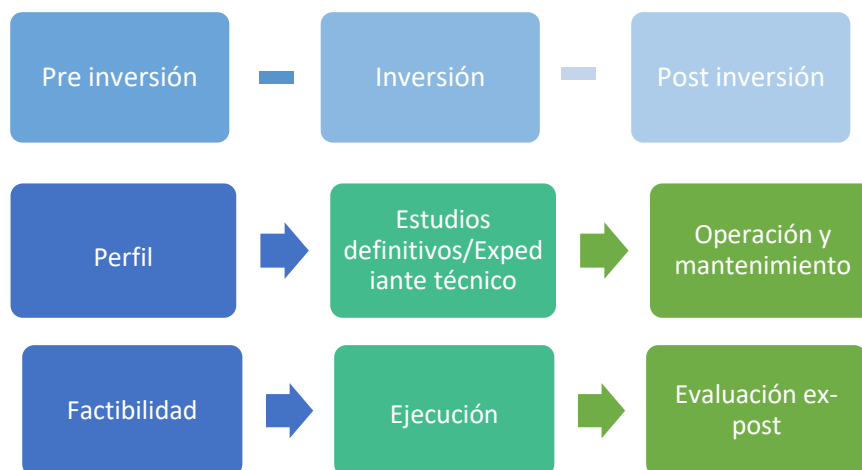 Pre inversión
Inversión
Post inversión
Perfil
Estudios
definitivos/Exped
iante técnico
Operación y
mantenimiento
Factibilidad
Ejecución
Evaluación ex-
post